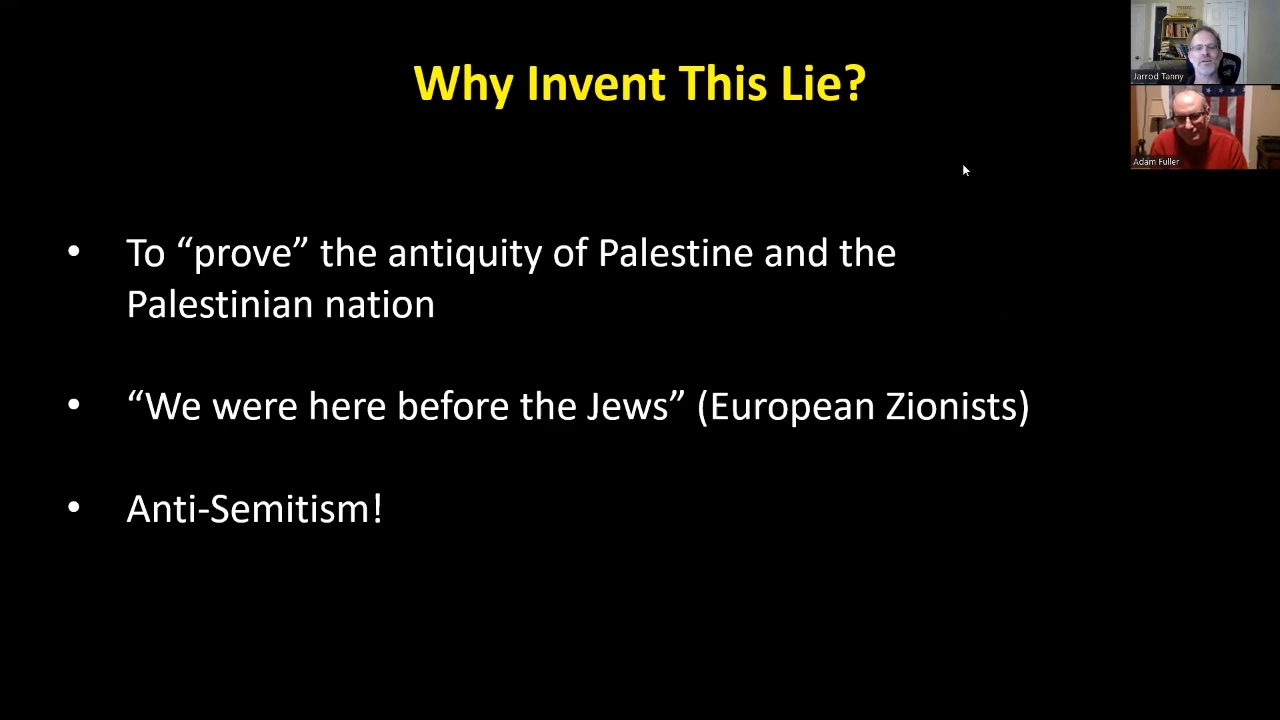 Why Invent This Lie?
Jarrod Tanny
Adam Fuller
• To “prove” the antiquity of Palestine and the
Palestinian nation
• “We were here before the Jews” (European Zionists)
• Anti-Semitism!